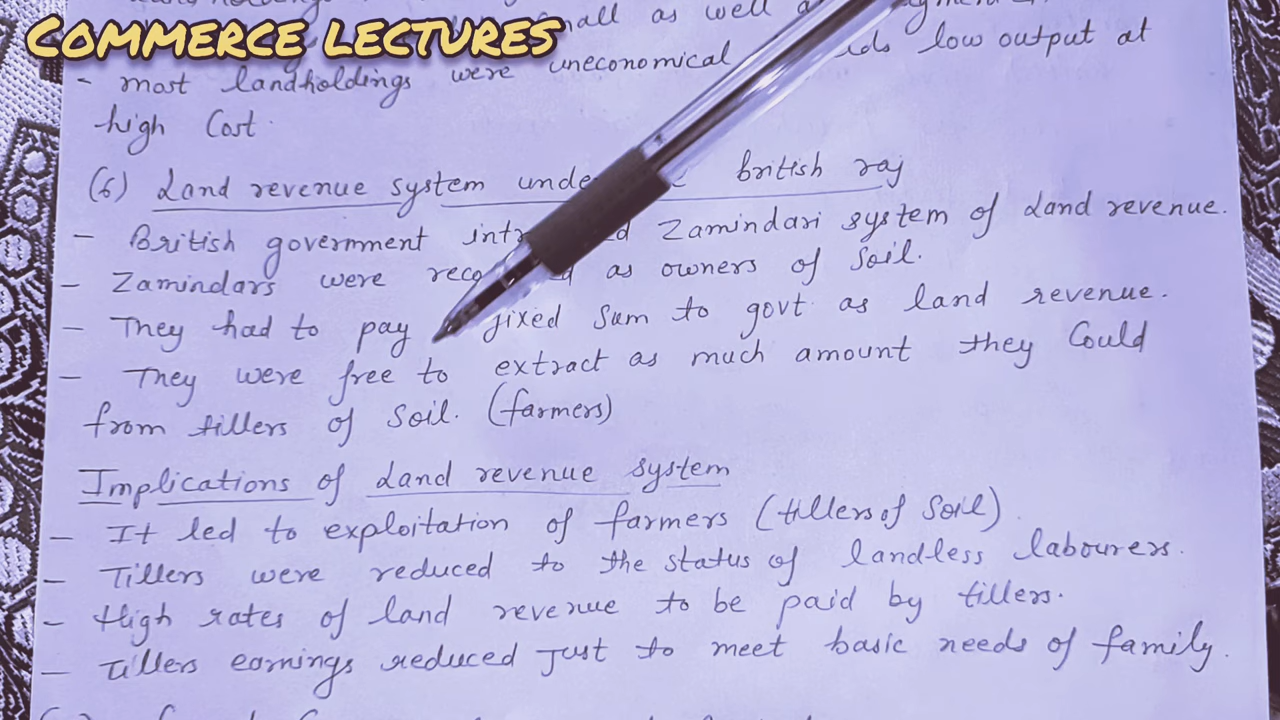 COMMERCE LECTURES
small as well
- most landholdings were uneconomical low output at
high Cost.
(6) Land revenue system unde british raj
- British government int d Zamindari system of Land revenue.
- Zamindars were reco d as owners of Soil.
- They had to pay fixed Sum to govt as land revenue.
- They were free to extract as much amount they Could
from tillers of Soil. (farmers)
Implications of Land revenue system
- It led to exploitation of farmers (tillers of Soil)
- Tillers were reduced to the status of landless labourers.
- High rates of land revenue to be paid by tillers.
- Tillers earnings reduced Just to meet basic needs of family.